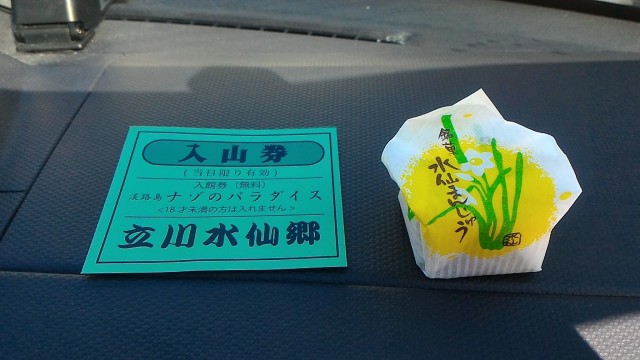 入山券
(当日限り有効)
入館券(無料)
淡路島 ナゾのパラダイス
<18才未満の方は入れません>
立川水仙郷
銘菓
水仙まんじゅう